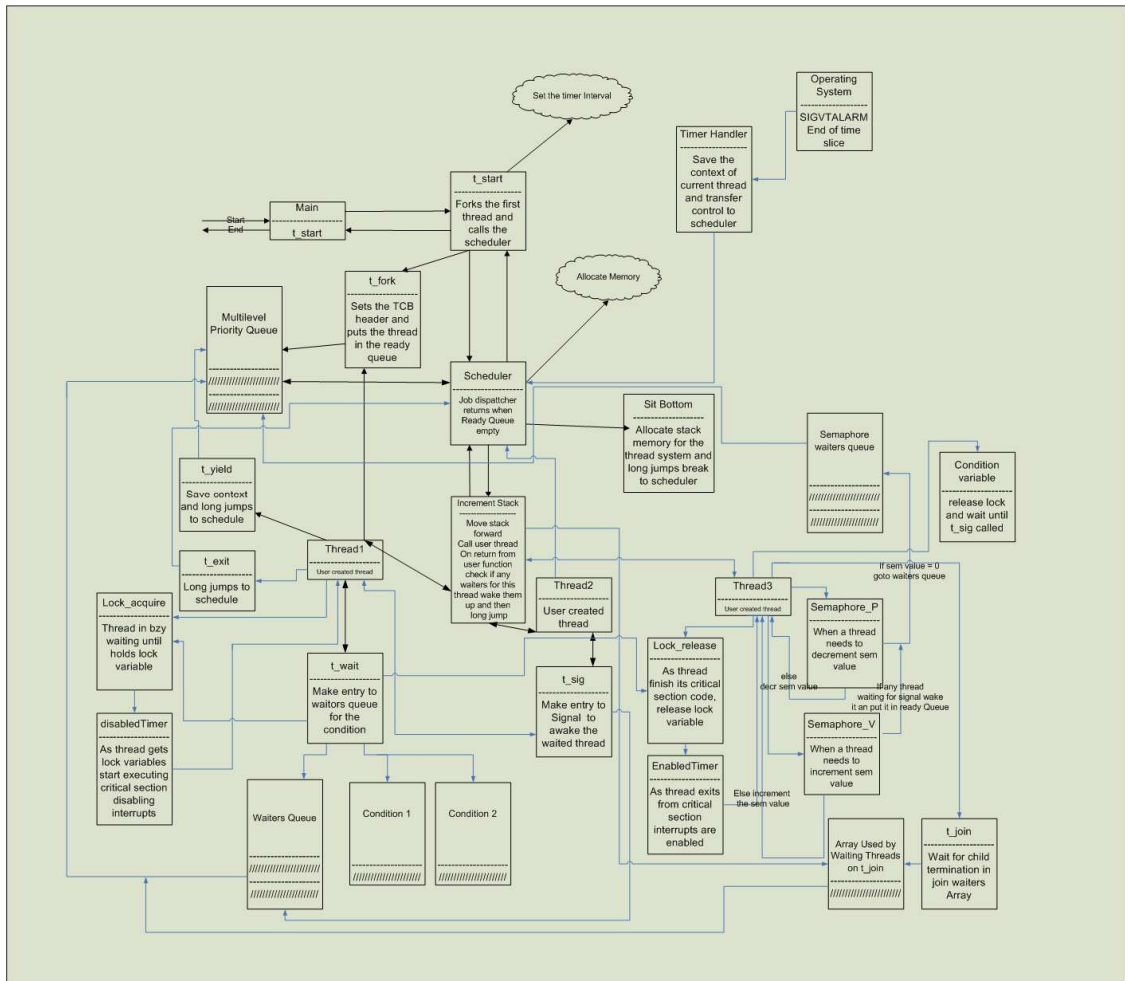 Set the timer Interval
Operating
System
SIGVTALARM
End of time
slice
Timer Handler
Save the
context of
current thread
and transfer
control to
scheduler
t_start
Forks the first
thread and
calls the
scheduler
Main
t_start
Start
End
Allocate Memory
t_fork
Sets the TCB
header and
puts the thread
in the ready
queue
Multilevel
Priority Queue
////////////////////////
////////////////////////
Scheduler
Job dispattcher
returns when
Ready Queue
empty
Sit Bottom
Allocate stack
memory for the
thread system and
long jumps break
to scheduler
Semaphore
waiters queue
////////////////////////
////////////////////////
Condition
variable
release lock
and wait until
t_sig called
t_yield
Save context
and long jumps
to schedule
Increment Stack
Move stack
forward
Call user thread
On return from
user function
check if any
waiters for this
thread wake them
up and then
long jump
t_exit
Long jumps to
schedule
Thread1
User created thread
Thread2
User created
thread
Thread3
User created thread
If sem value = 0
goto waiters queue
Lock_acquire
Thread in bzy
waiting until
holds lock
variable
Semaphore_P
When a thread
needs to
decrement sem
value
else
decr sem value
If any thread
waiting for signal wake
it an put it in ready Queue
t_wait
Make entry to
waitors queue
for the
condition
t_sig
Make entry to
Signal to
awake the
waited thread
Lock_release
As thread
finish its critical
section code,
release lock
variable
Semaphore_V
When a thread
needs to
increment sem
value
disabledTimer
As thread gets
lock variables
start executing
critical section
disabling
interrupts
EnabledTimer
As thread exits
from critical
section
interrupts are
enabled
Else increment
the sem value
Waiters Queue
////////////////////////
////////////////////////
Condition 1
////////////////////////
Condition 2
////////////////////////
Array Used by
Waiting Threads
on t_join
////////////////////////
t_join
Wait for child
termination in
join waiters
Array